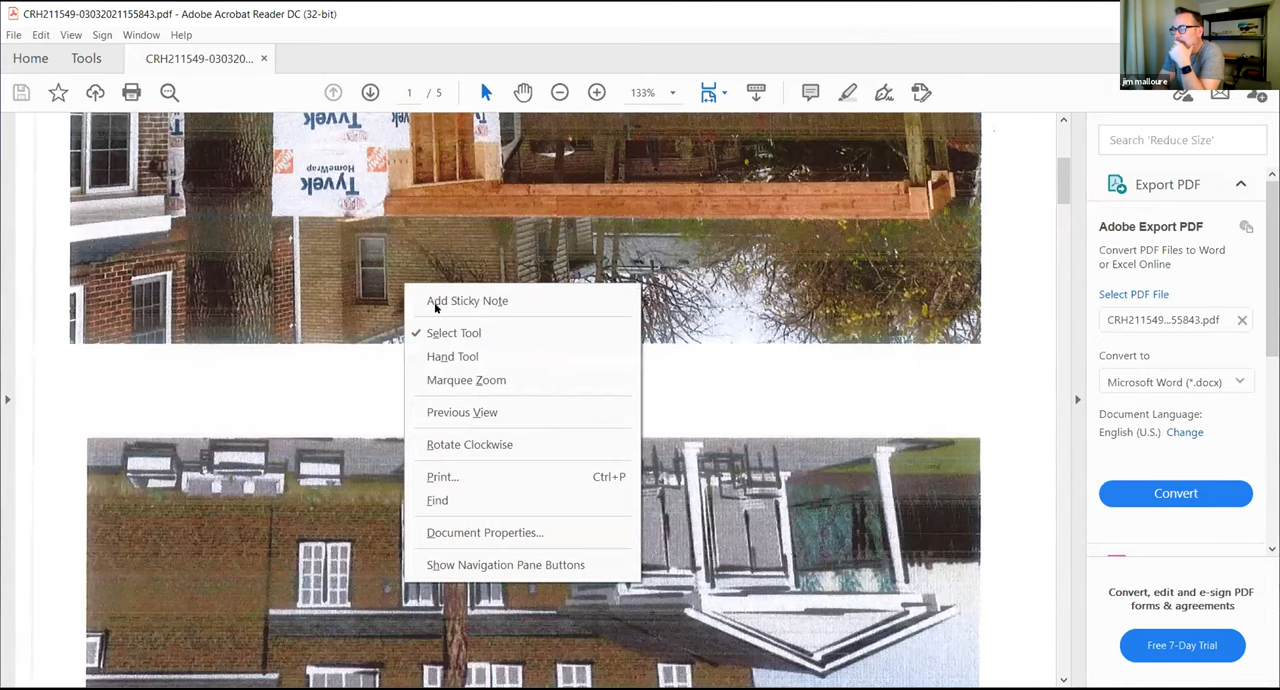 CRH211549-03032021155843.pdf - Adobe Acrobat Reader DC (32-bit)
File Edit View Sign Window Help
Home Tools CRH211549-030320...
jim malloure
1 / 133%
Search 'Reduce Size'
Export PDF
Adobe Export PDF
Convert PDF Files to Word
or Excel Online
Select PDF File
CRH211549...55843.pdf
Convert to
Microsoft Word (*.docx)
Document Language:
English (U.S.) Change
Convert
Convert, edit and e-sign PDF
forms & agreements
Free 7-Day Trial
Add Sticky Note
Select Tool
Hand Tool
Marquee Zoom
Previous View
Rotate Clockwise
Print... Ctrl+P
Find
Document Properties...
Show Navigation Pane Buttons
Tyvek
Tyvek
HomeWrap
Tyvek